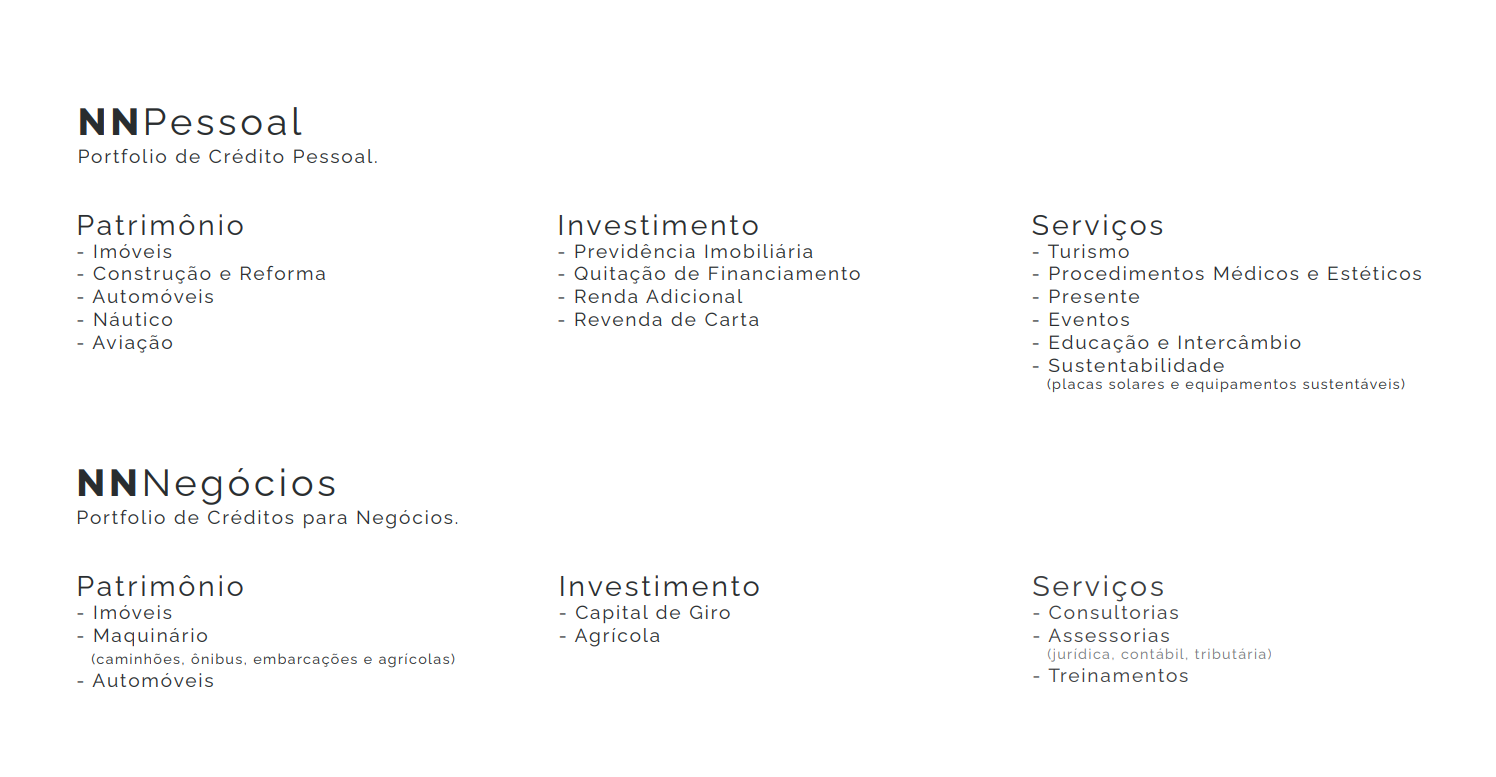 NNPessoal
Portfolio de Crédito Pessoal.
Patrimônio
- Imóveis
- Construção e Reforma
- Automóveis
- Náutico
- Aviação
Investimento
- Previdência Imobiliária
- Quitação de Financiamento
- Renda Adicional
- Revenda de Carta
Serviços
- Turismo
- Procedimentos Médicos e Estéticos
- Presente
- Eventos
- Educação e Intercâmbio
- Sustentabilidade
(placas solares e equipamentos sustentáveis)
NNNegócios
Portfolio de Créditos para Negócios.
Patrimônio
- Imóveis
- Maquinário
(caminhões, ônibus, embarcações e agrícolas)
- Automóveis
Investimento
- Capital de Giro
- Agrícola
Serviços
- Consultorias
- Assessorias
(jurídica, contábil, tributária)
- Treinamentos